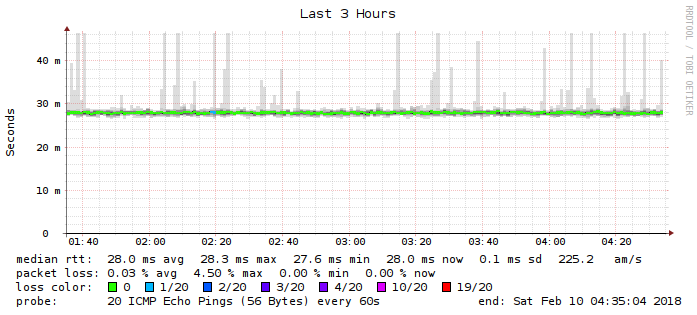 Last 3 Hours
RRDTOOL / TOBI OETIKER
Seconds
40 m
30 m
20 m
10 m
0
01:40 02:00 02:20 02:40 03:00 03:20 03:40 04:00 04:20
median rtt: 28.0 ms avg 28.3 ms max 27.6 ms min 28.0 ms now 0.1 ms sd 225.2 am/s
packet loss: 0.03 % avg 4.50 % max 0.00 % min 0.00 % now
loss color: 0 1/20 2/20 3/20 4/20 10/20 19/20
probe: 20 ICMP Echo Pings (56 Bytes) every 60s end: Sat Feb 10 04:35:04 2018